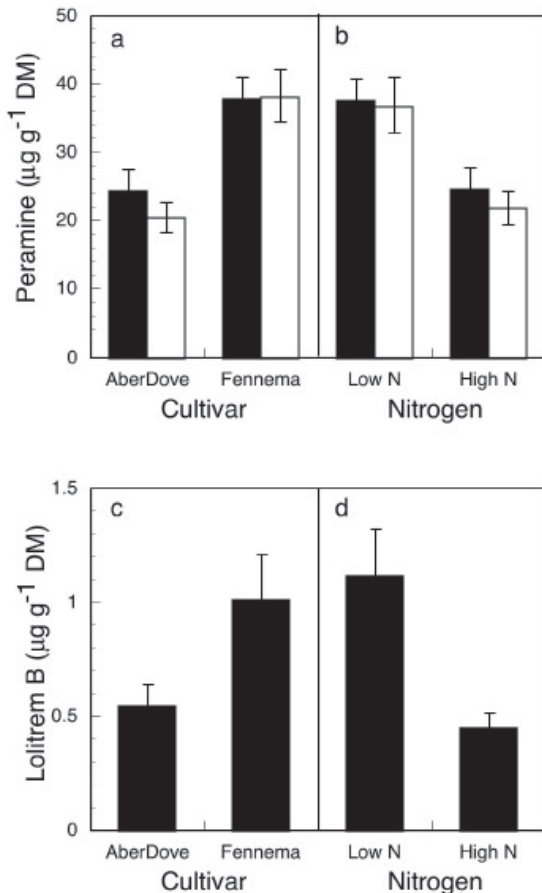 a
b
Peramine (µg g-1 DM)
50
40
30
20
10
0
AberDove Fennema Low N High N
Cultivar Nitrogen
c
d
Lolitrem B (µg g-1 DM)
1.5
1
0.5
0
AberDove Fennema Low N High N
Cultivar Nitrogen